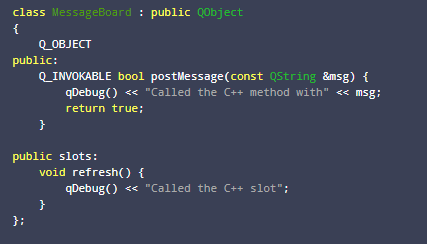 class MessageBoard : public QObject
{
    Q_OBJECT
public:
    Q_INVOKABLE bool postMessage(const QString &msg) {
        qDebug() << "Called the C++ method with" << msg;
        return true;
    }

public slots:
    void refresh() {
        qDebug() << "Called the C++ slot";
    }
};